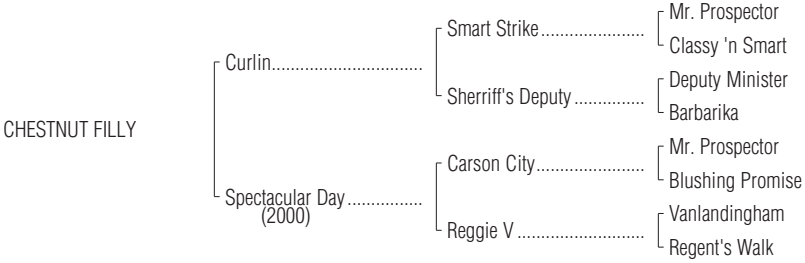 Mr. Prospector
Smart Strike......................
Classy 'n Smart
Curlin................................
Deputy Minister
Sherriff's Deputy ...............
Barbarika
CHESTNUT FILLY
Mr. Prospector
Carson City.......................
Blushing Promise
Spectacular Day ................
(2000)
Vanlandingham
Reggie V ...........................
Regent's Walk